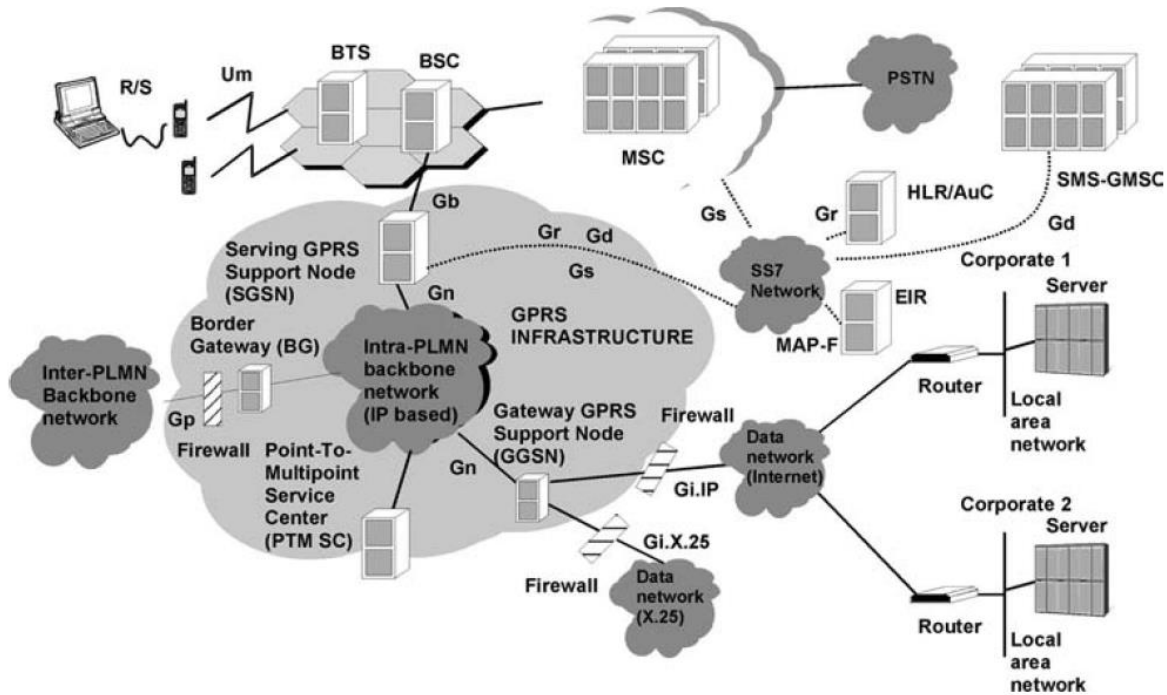 BTS
BSC
R/S
Um
PSTN
MSC
SMS-GMSC
HLR/AuC
Gs
Gr
Gd
Gb
Serving GPRS
Support Node
(SGSN)
Gr
Gd
Gs
SS7
Network
Gn
GPRS
INFRASTRUCTURE
EIR
MAP-F
Corporate 1
Server
Router
Local
area
network
Border
Gateway (BG)
Inter-PLMN
Backbone
network
Gp
Firewall
Intra-PLMN
backbone
network
(IP based)
Gateway GPRS
Support Node
(GGSN)
Gn
Firewall
Gi.IP
Data
network
(Internet)
Point-To-
Multipoint
Service
Center
(PTM SC)
Gi.X.25
Firewall
Data
network
(X.25)
Corporate 2
Server
Router
Local
area
network